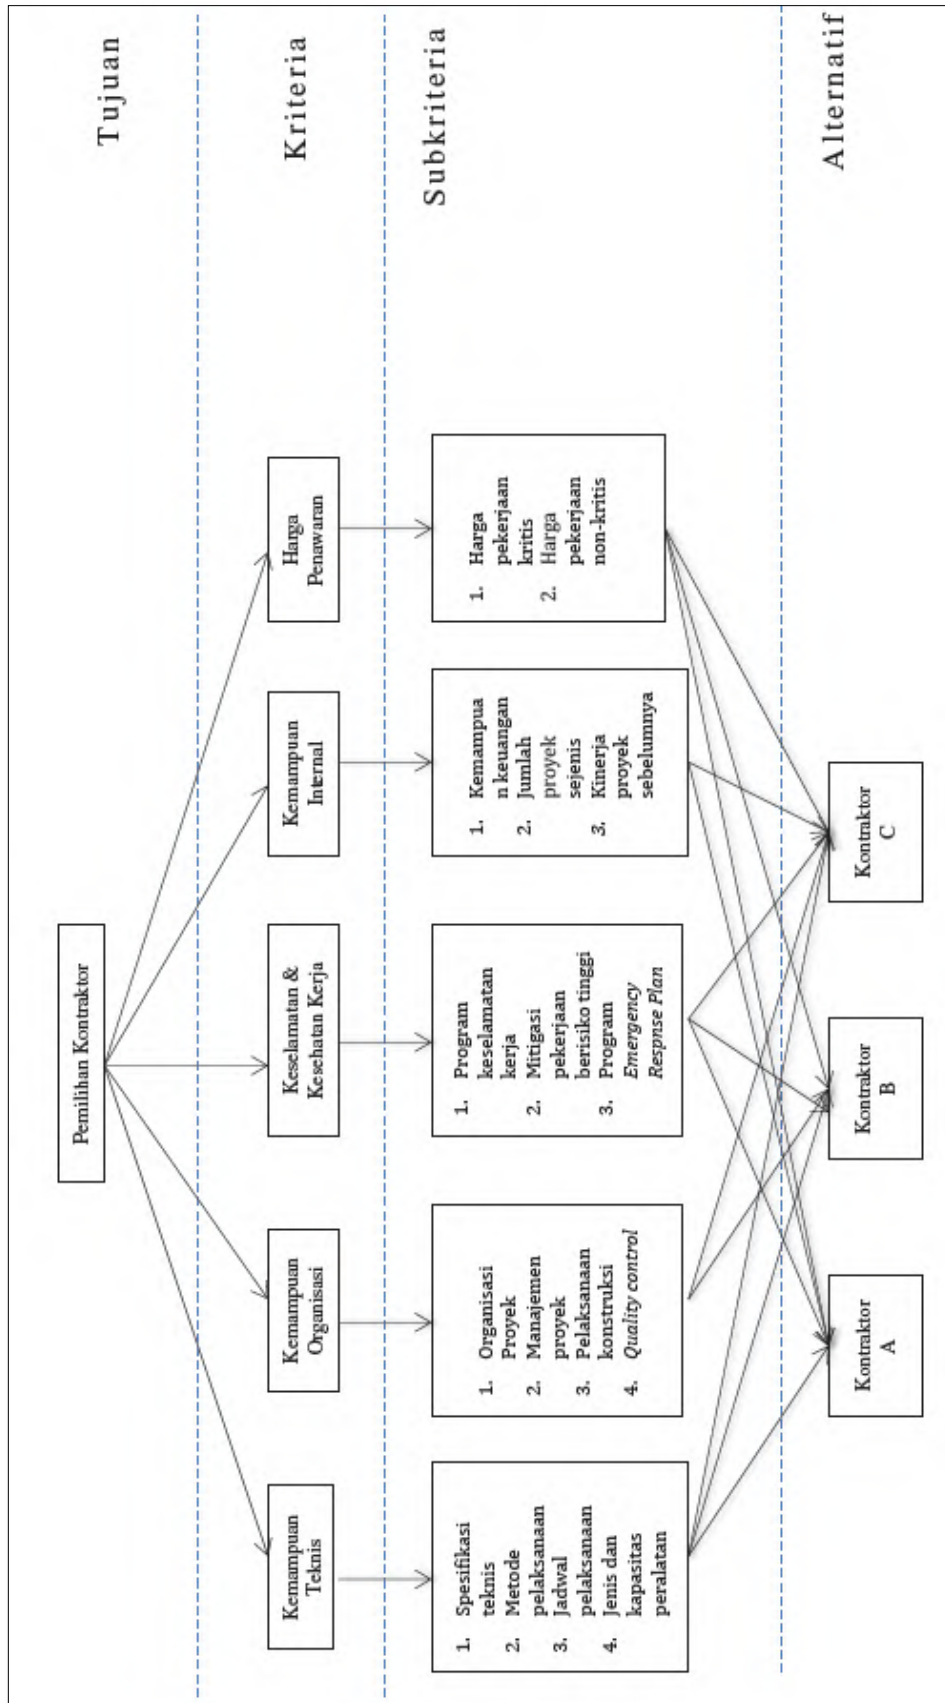 Tujuan
Pemilihan Kontraktor
Kriteria
Kemampuan
Teknis
Kemampuan
Organisasi
Keselamatan &
Kesehatan Kerja
Kemampuan
Internal
Harga
Penawaran
Subkriteria
1. Spesifikasi
teknis
2. Metode
pelaksanaan
3. Jadwal
pelaksanaan
4. Jenis dan
kapasitas
peralatan
1. Organisasi
Proyek
2. Manajemen
proyek
3. Pelaksanaan
konstruksi
4. Quality control
1. Program
keselamatan
kerja
2. Mitigasi
pekerjaan
berisiko tinggi
3. Program
Emergency
Respnse Plan
1. Kemampua
n keuangan
2. Jumlah
proyek
sejenis
3. Kinerja
proyek
sebelumnya
1. Harga
pekerjaan
kritis
2. Harga
pekerjaan
non-kritis
Alternatif
Kontraktor
A
Kontraktor
B
Kontraktor
C